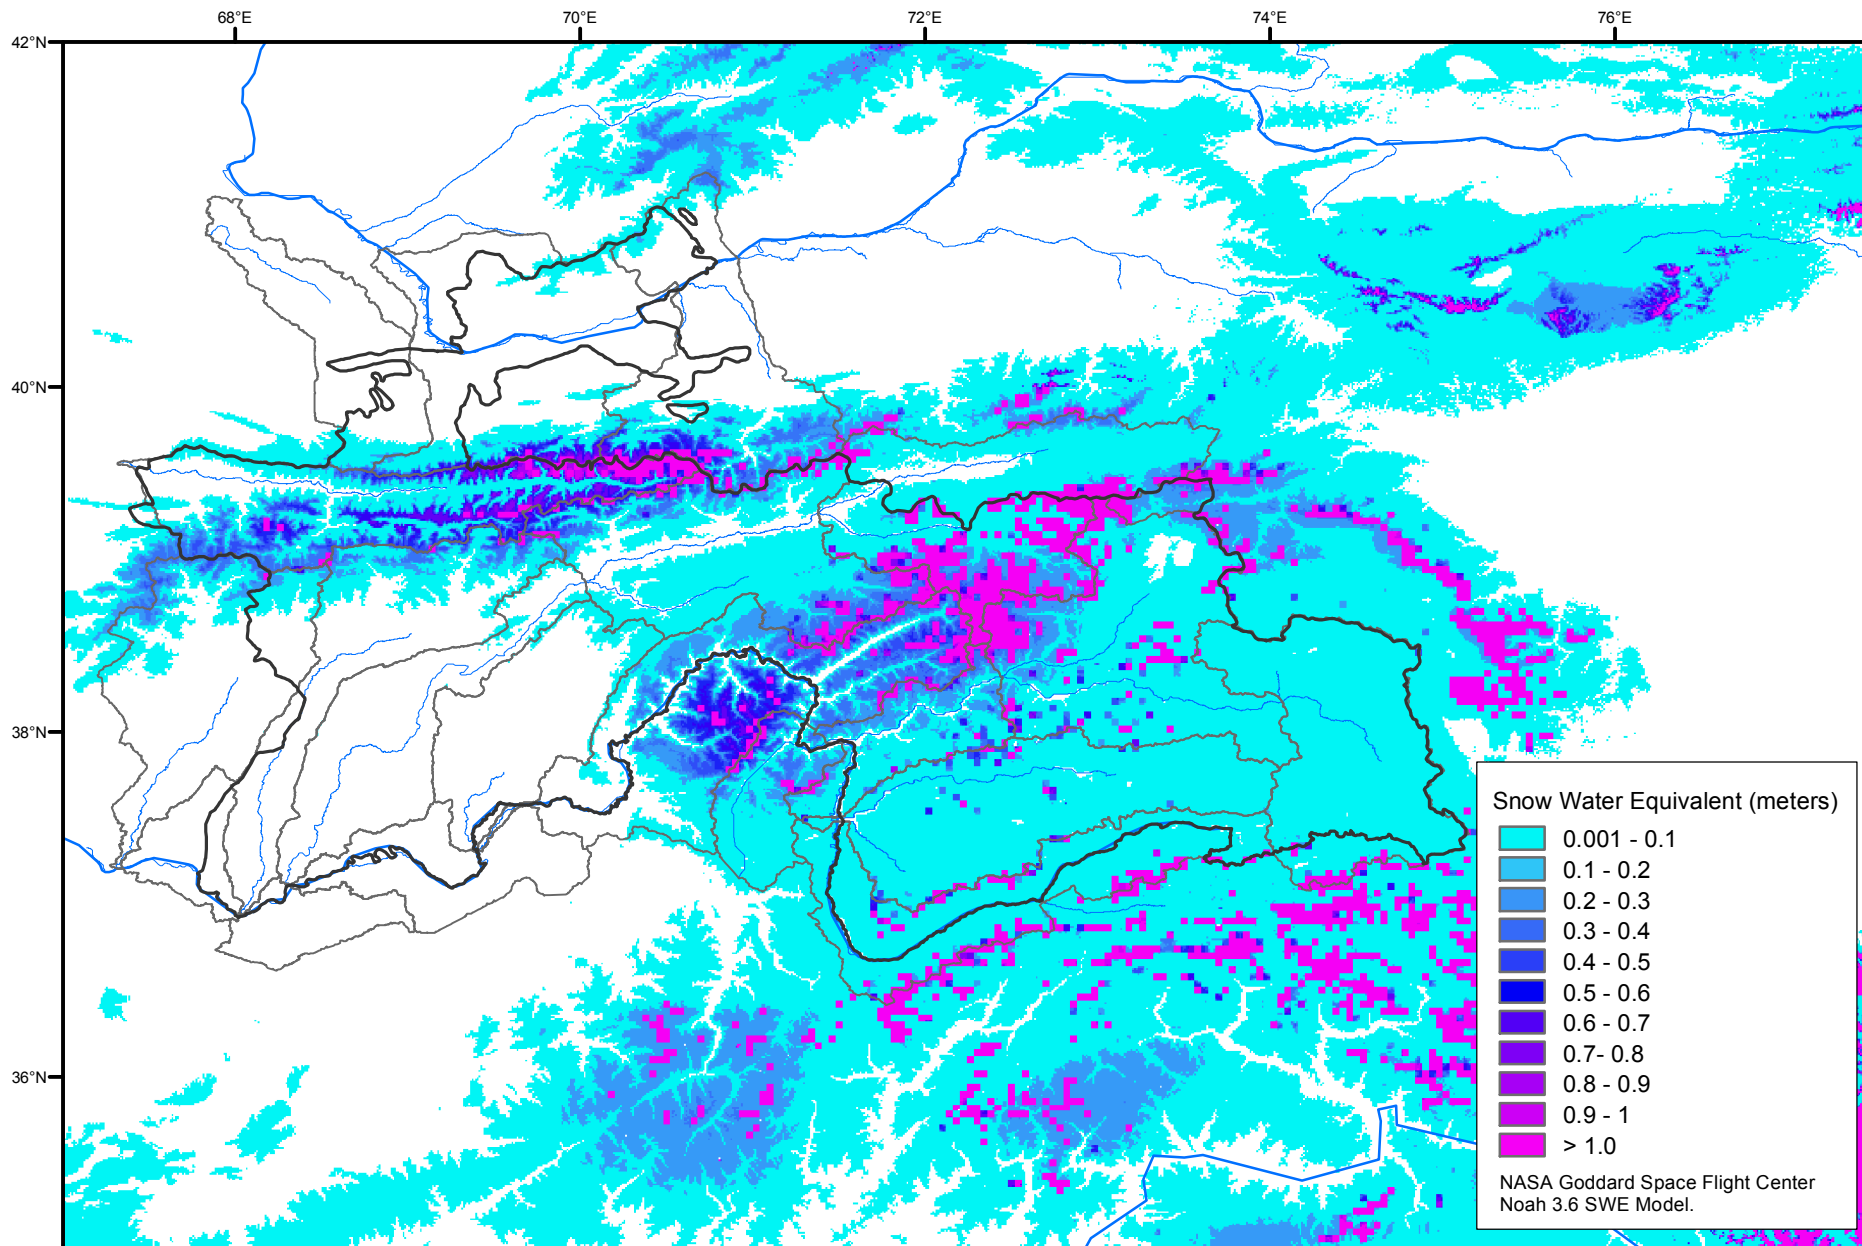 68°E
70°E
72°E
74°E
76°E
42°N
40°N
38°N
36°N
Snow Water Equivalent (meters)
0.001 - 0.1
0.1 - 0.2
0.2 - 0.3
0.3 - 0.4
0.4 - 0.5
0.5 - 0.6
0.6 - 0.7
0.7- 0.8
0.8 - 0.9
0.9 - 1
> 1.0
NASA Goddard Space Flight Center
Noah 3.6 SWE Model.